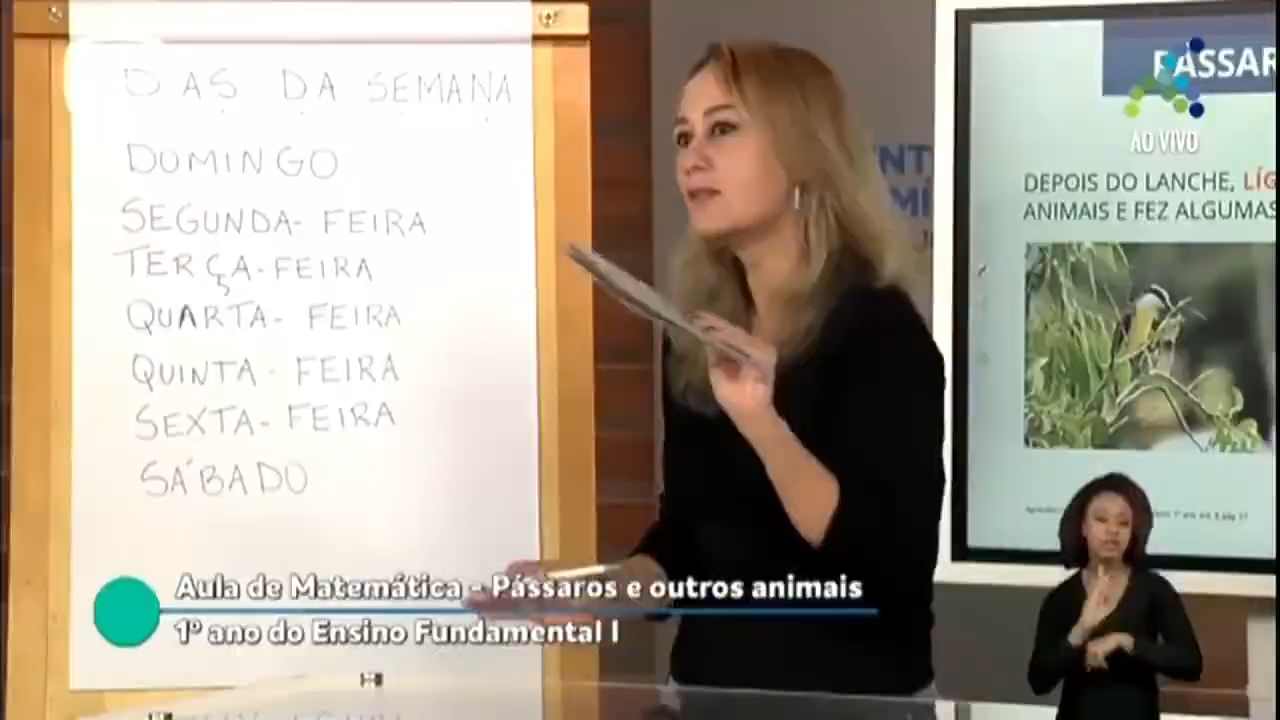 DIAS DA SEMANA
DOMINGO
SEGUNDA-FEIRA
TERÇA-FEIRA
QUARTA-FEIRA
QUINTA-FEIRA
SEXTA-FEIRA
SÁBADO
PÁSSAR
AO VIVO
DEPOIS DO LANCHE, LÍG
ANIMAIS E FEZ ALGUMAS
Aula de Matemática - Pássaros e outros animais
1º ano do Ensino Fundamental I